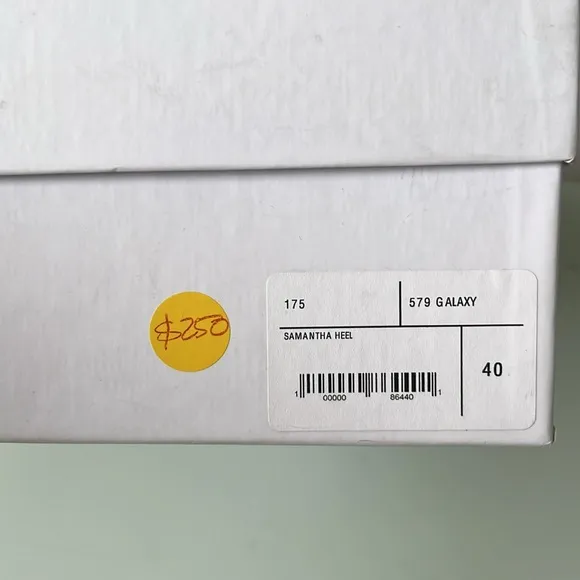 $250
175
579 GALAXY
SAMANTHA HEEL
40
1 00000 86440 1